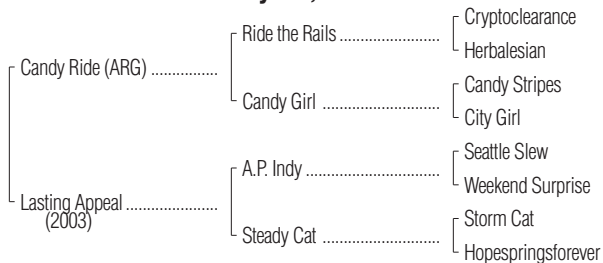 Cryptoclearance
Ride the Rails
Herbalesian
Candy Ride (ARG)
Candy Stripes
Candy Girl
City Girl
Seattle Slew
A.P. Indy
Weekend Surprise
Lasting Appeal
(2003)
Storm Cat
Steady Cat
Hopespringsforever